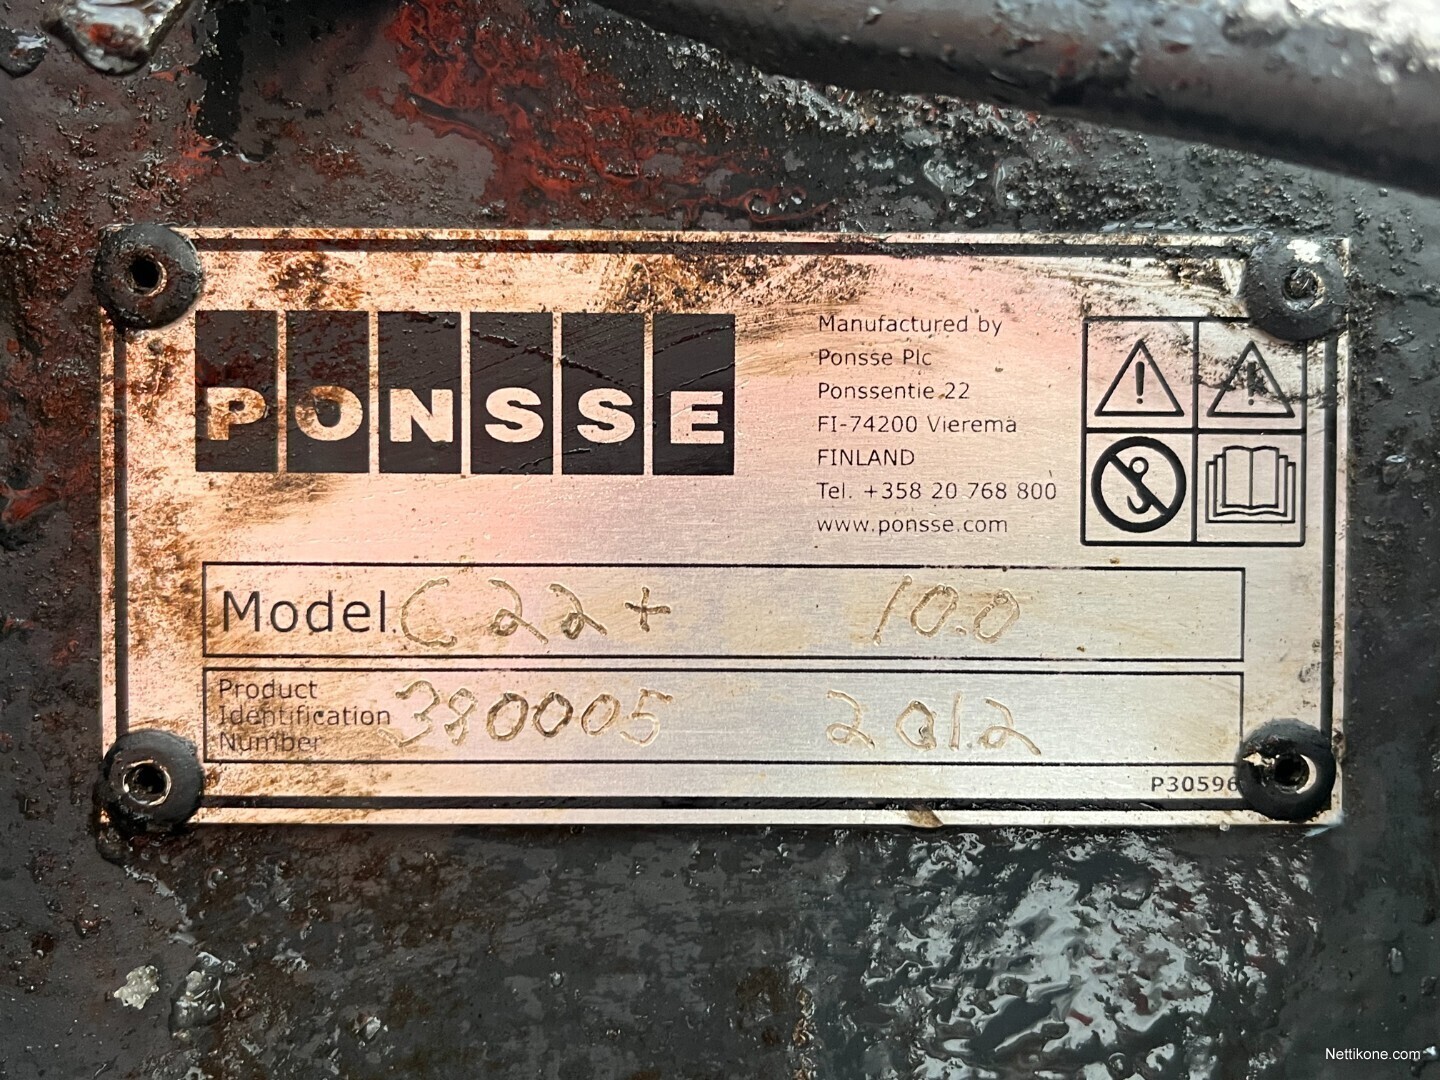 PONSSE
Manufactured by
Ponsse Plc
Ponssentie 22
FI-74200 Vieremä
FINLAND
Tel. +358 20 768 800
www.ponsse.com
Model C 22+ 10.0
Product
Identification
Number
380005 2012
P30596
Nettikone.com